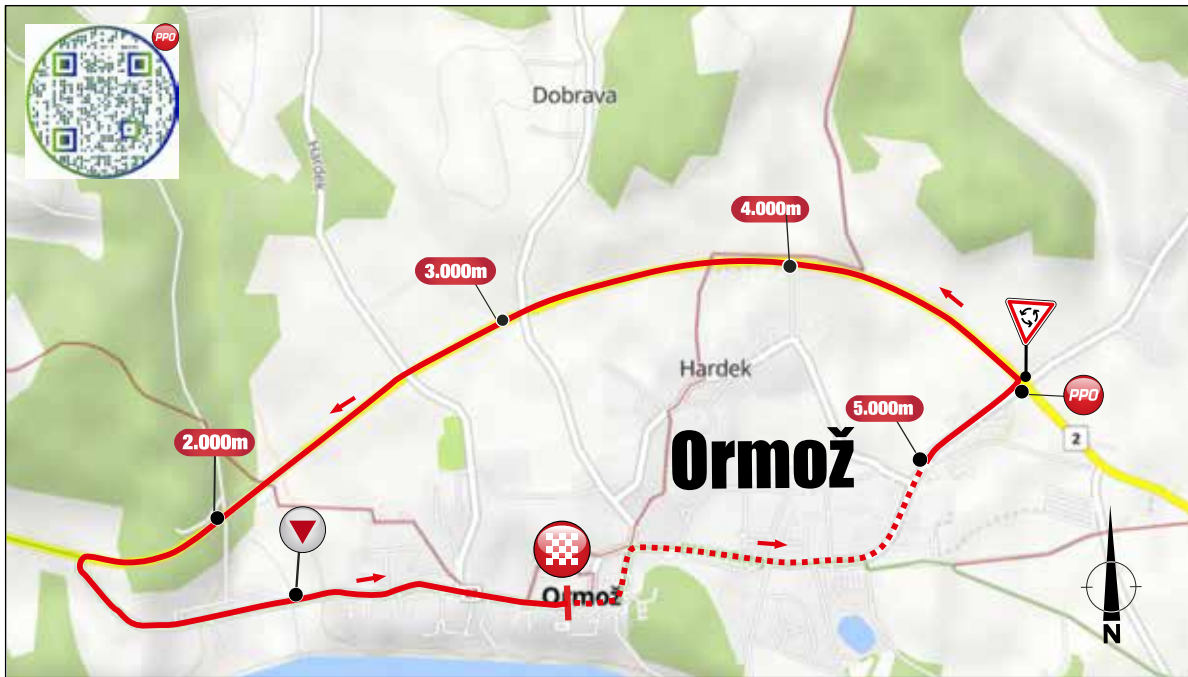 PPO
Dobrava
Hardek
4.000m
3.000m
Hardek
5.000m
PPO
2
Ormož
2.000m
Ormož
N